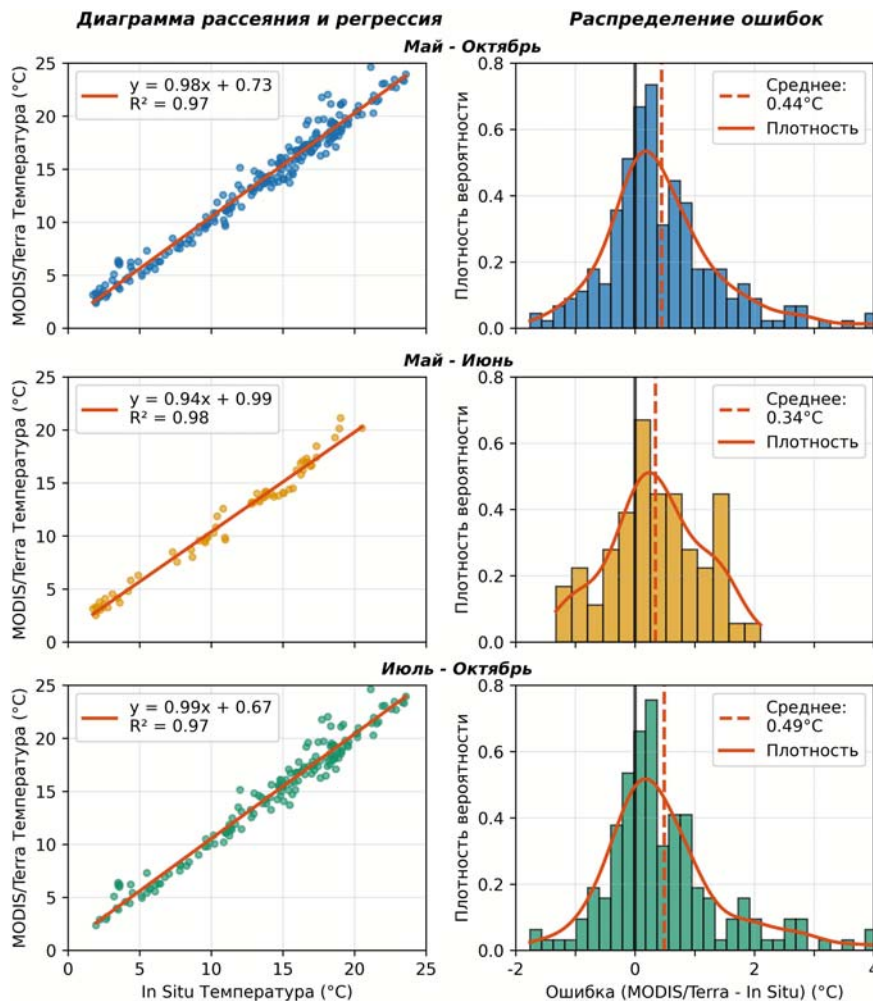 Диаграмма рассеяния и регрессия
Распределение ошибок
Май - Октябрь
25
20
15
10
5
0
MODIS/Terra Температура (°C)
y = 0.98x + 0.73
R² = 0.97
0.8
0.6
0.4
0.2
0.0
Плотность вероятности
Среднее:
0.44°C
Плотность
Май - Июнь
25
20
15
10
5
0
MODIS/Terra Температура (°C)
y = 0.94x + 0.99
R² = 0.98
0.8
0.6
0.4
0.2
0.0
Плотность вероятности
Среднее:
0.34°C
Плотность
Июль - Октябрь
25
20
15
10
5
0
MODIS/Terra Температура (°C)
y = 0.99x + 0.67
R² = 0.97
0 5 10 15 20 25
In Situ Температура (°C)
0.8
0.6
0.4
0.2
0.0
Плотность вероятности
Среднее:
0.49°C
Плотность
-2 0 2 4
Ошибка (MODIS/Terra - In Situ) (°C)